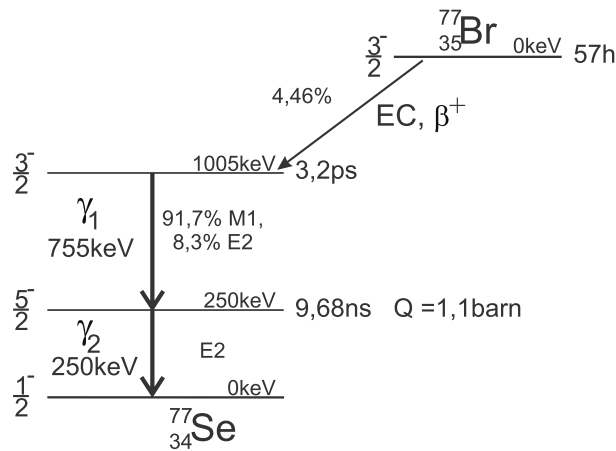 77
35Br
3-/2 0keV 57h
4,46%
EC, β+
3-/2 1005keV 3,2ps
γ1
755keV
91,7% M1,
8,3% E2
5-/2 250keV 9,68ns Q =1,1barn
γ2
250keV
E2
1-/2 0keV
77
34Se